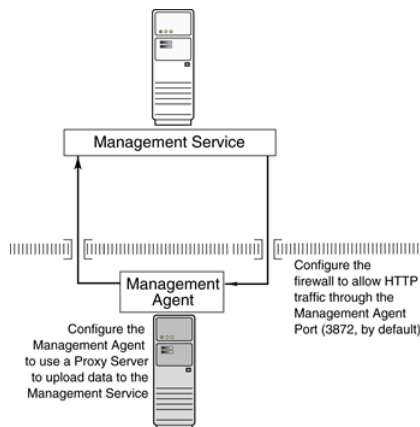 Management Service
Configure the
firewall to allow HTTP
traffic through the
Management Agent
Port (3872, by default)
Management
Agent
Configure the
Management Agent
to use a Proxy Server
to upload data to the
Management Service